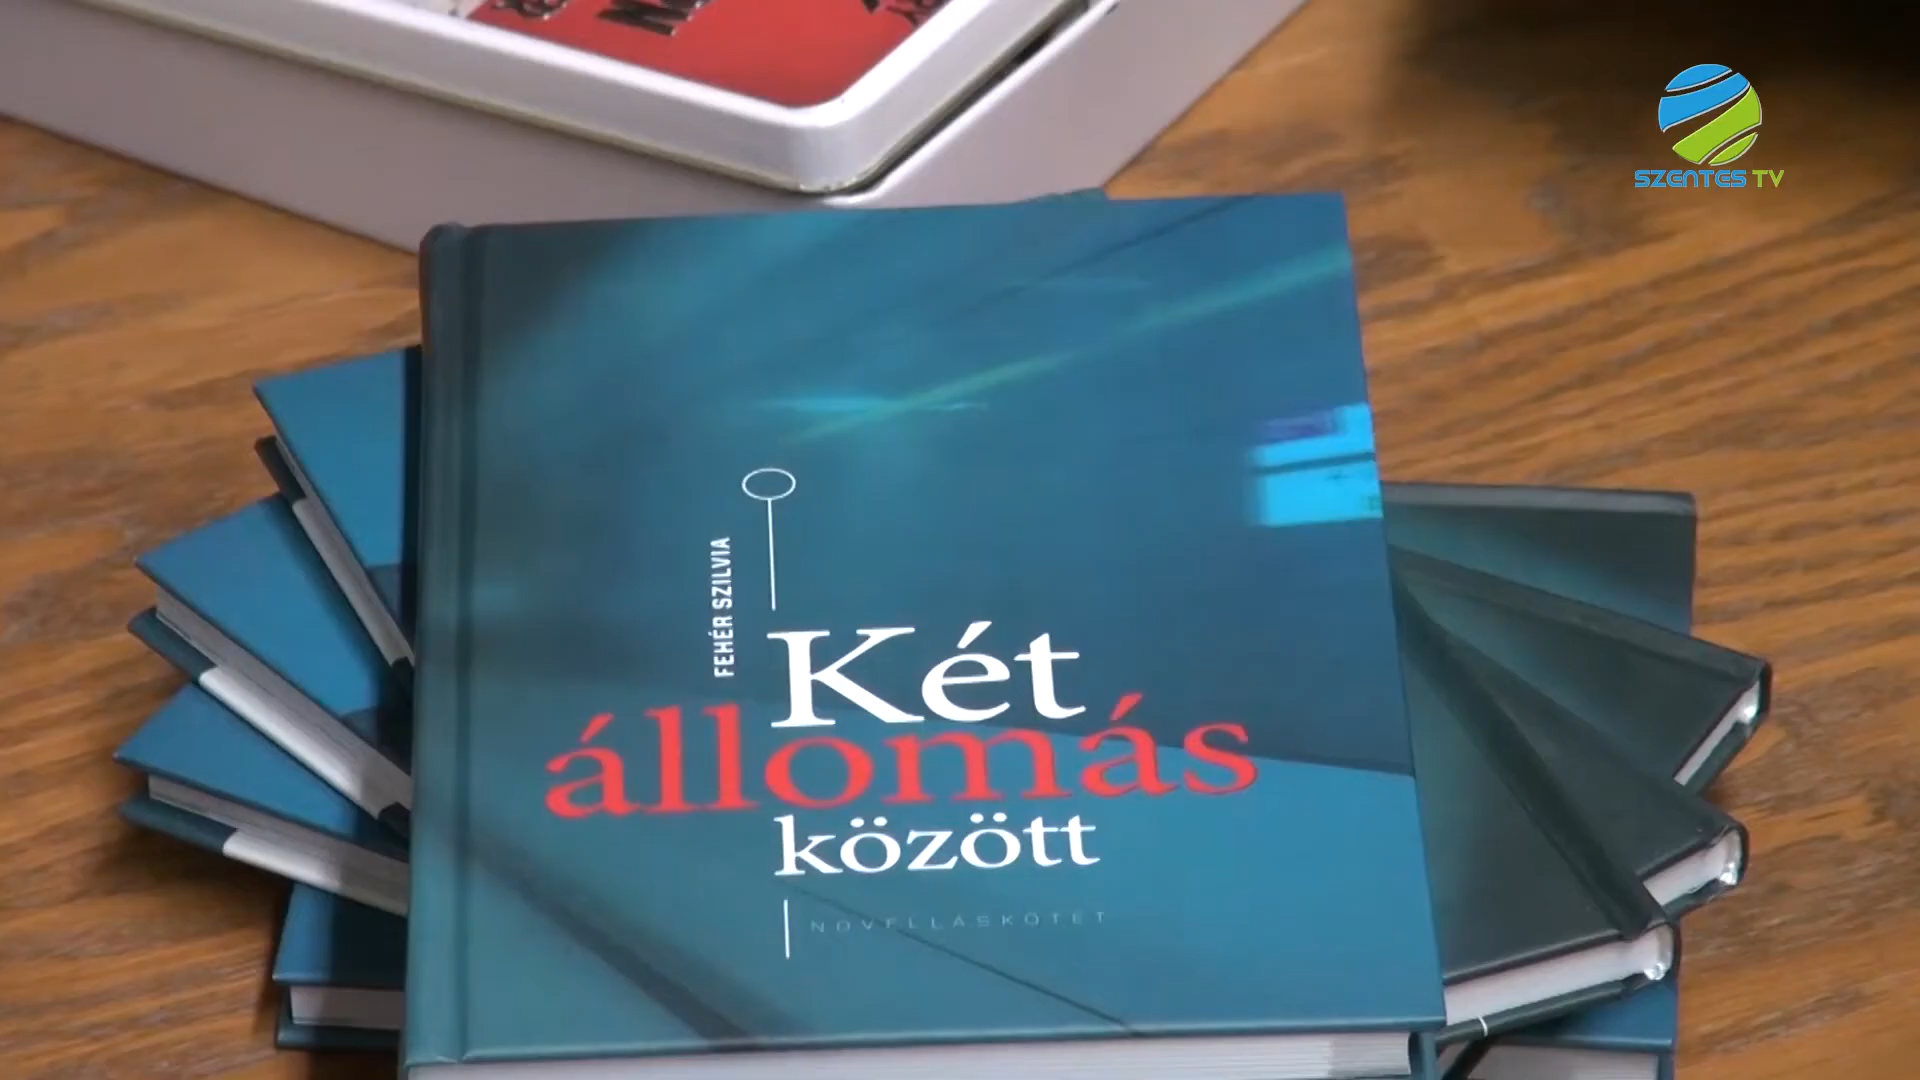 SZENTES TV
FEHÉR SZILVIA
Két
állomás
között
NOVELLÁSKÖTET